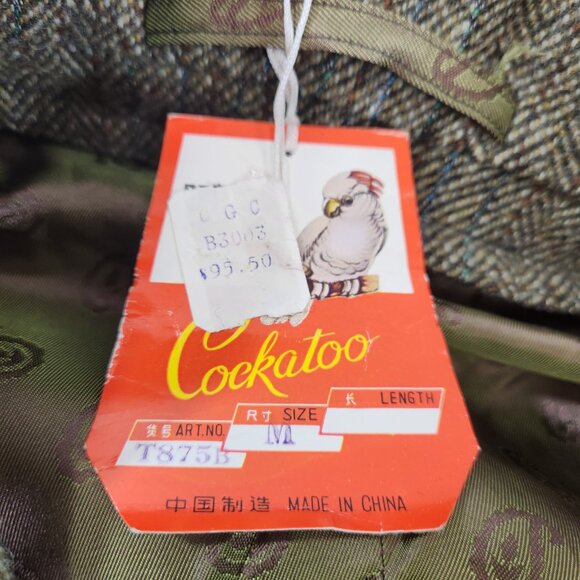 C G C
B3003
$95.50
Cockatoo
货号 ART.NO.
T875B
尺寸 SIZE
M
长 LENGTH
中国制造 MADE IN CHINA